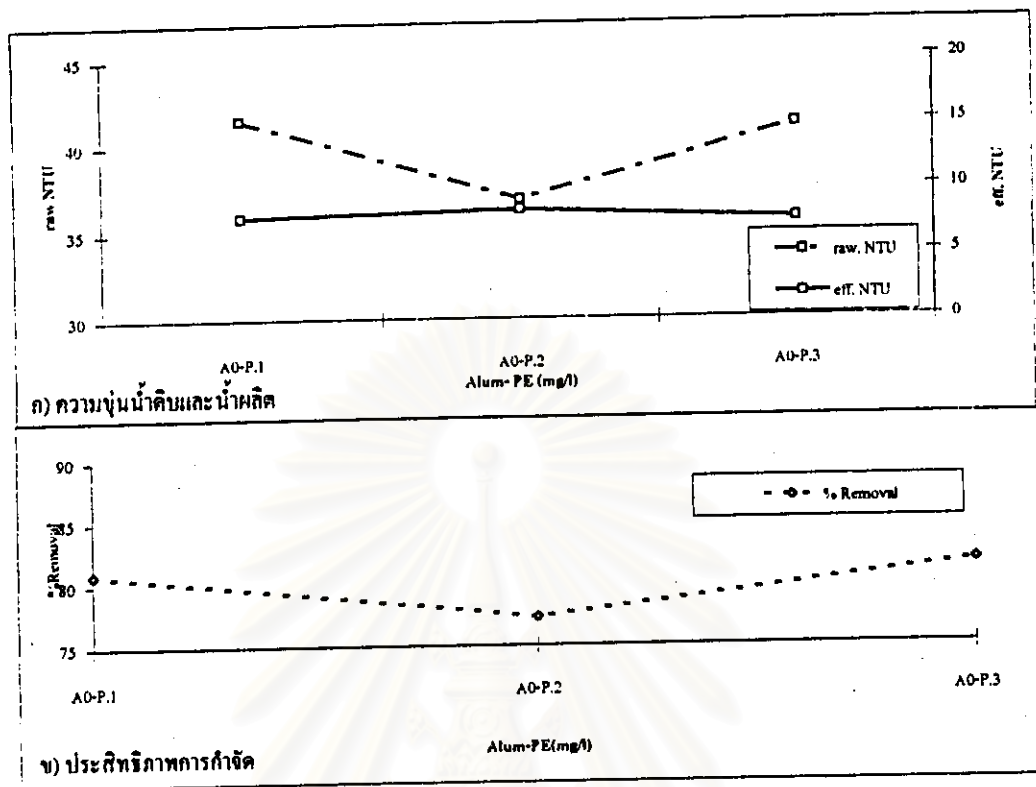 45
40
35
30
raw NTU
20
15
10
5
0
eff. NTU
raw. NTU
eff. NTU
A0-P.1
A0-P.2
A0-P.3
Alum-PE (mg/l)
ก) ความขุ่นน้ำดิบและน้ำผลิต
90
85
80
75
%Removal
% Removal
A0-P.1
A0-P.2
A0-P.3
Alum-PE(mg/l)
ข) ประสิทธิภาพการกำจัด